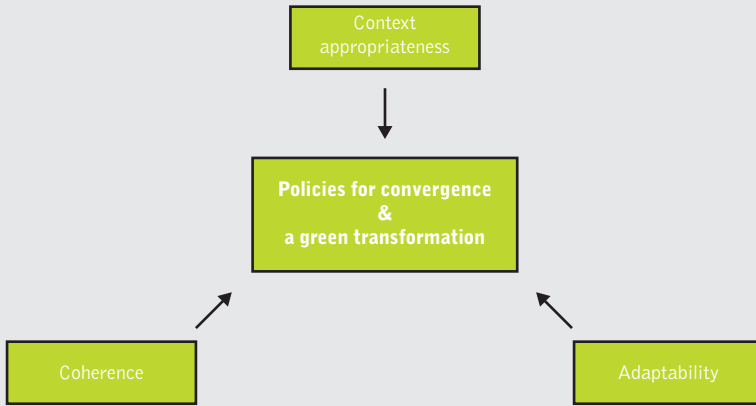 Context
appropriateness
Policies for convergence
&
a green transformation
Coherence
Adaptability